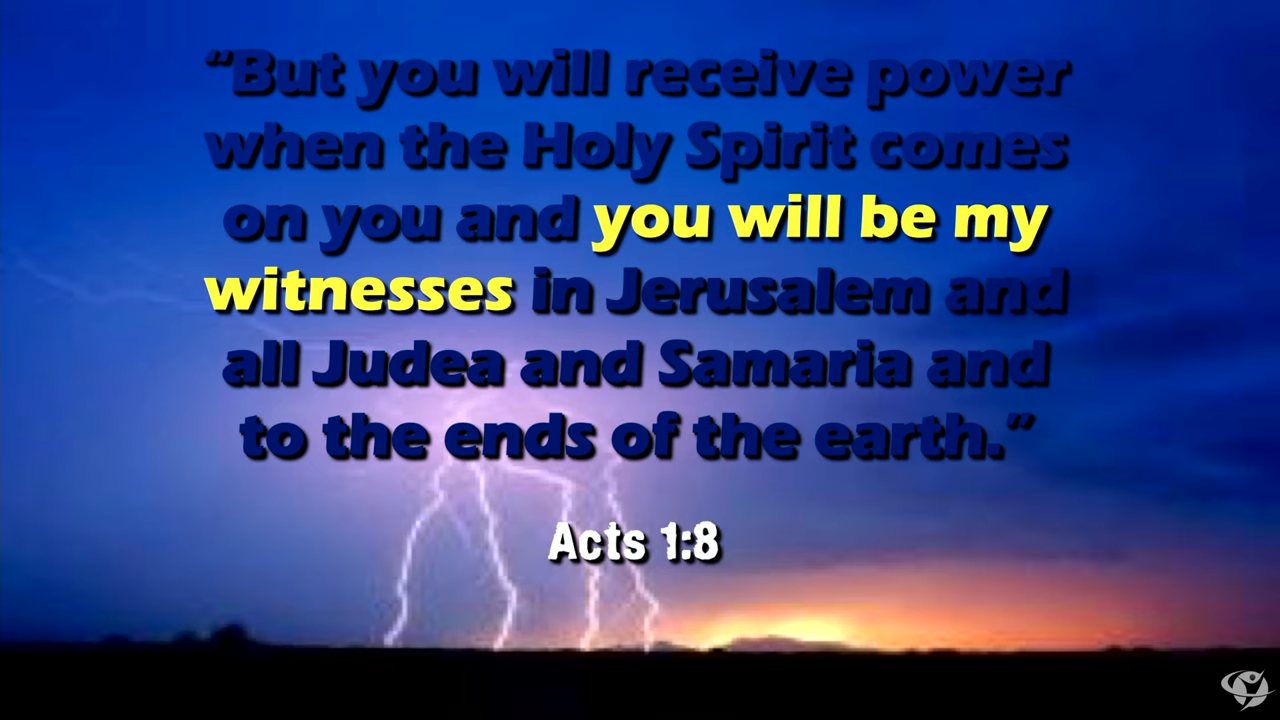 “But you will receive power
when the Holy Spirit comes
on you and you will be my
witnesses in Jerusalem and
all Judea and Samaria and
to the ends of the earth.”
Acts 1:8